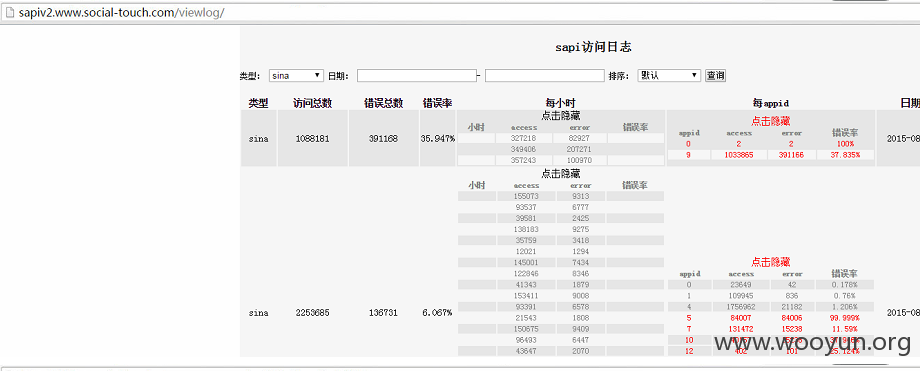 sapiv2.www.social-touch.com/viewlog/
sapi访问日志
类型: sina 日期: - 排序: 默认 查询
类型 访问总数 错误总数 错误率 每小时 每appid 日期
点击隐藏 点击隐藏
小时 access error 错误率 appid access error 错误率
sina 1088181 391168 35.947% 2015-08
327218 82927 0 2 2 100%
349406 207271 9 1033865 391166 37.835%
357243 100970
点击隐藏
小时 access error 错误率
155073 9313
93537 6777
39581 2425
138183 9275
35759 3418
12021 1294
145001 7434 点击隐藏
122846 8346 appid access error 错误率
41343 1879 0 23649 42 0.178%
153411 9008 1 109945 836 0.76%
93391 6578 4 1756962 21182 1.206%
sina 2253685 136731 6.067% 21543 1808 5 84007 84006 99.999% 2015-08
150675 9409 7 131472 15238 11.59%
96493 6447 10
43647 2070 12 402 101 25.124%
www.wooyun.org